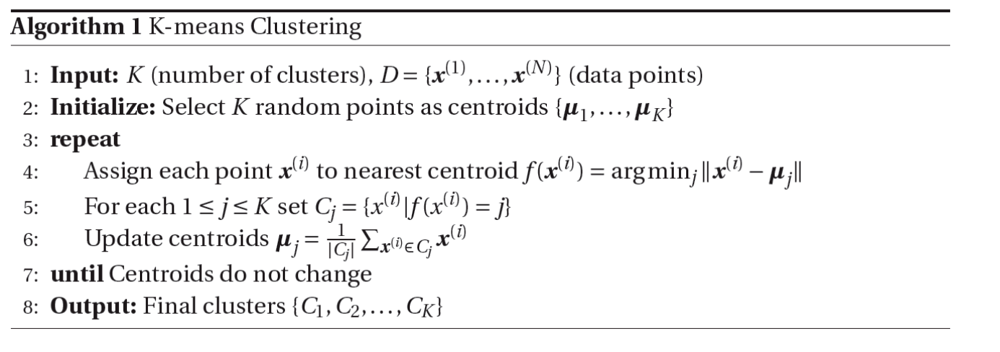 Algorithm 1 K-means Clustering
1: Input: K (number of clusters), D = {x^(1),…,x^(N)} (data points)
2: Initialize: Select K random points as centroids {μ_1,…,μ_K}
3: repeat
4: Assign each point x^(i) to nearest centroid f(x^(i)) = argmin_j ‖x^(i) − μ_j‖
5: For each 1 ≤ j ≤ K set C_j = {x^(i)|f(x^(i)) = j}
6: Update centroids μ_j = 1/|C_j| ∑_{x^(i)∈C_j} x^(i)
7: until Centroids do not change
8: Output: Final clusters {C_1,C_2,…,C_K}